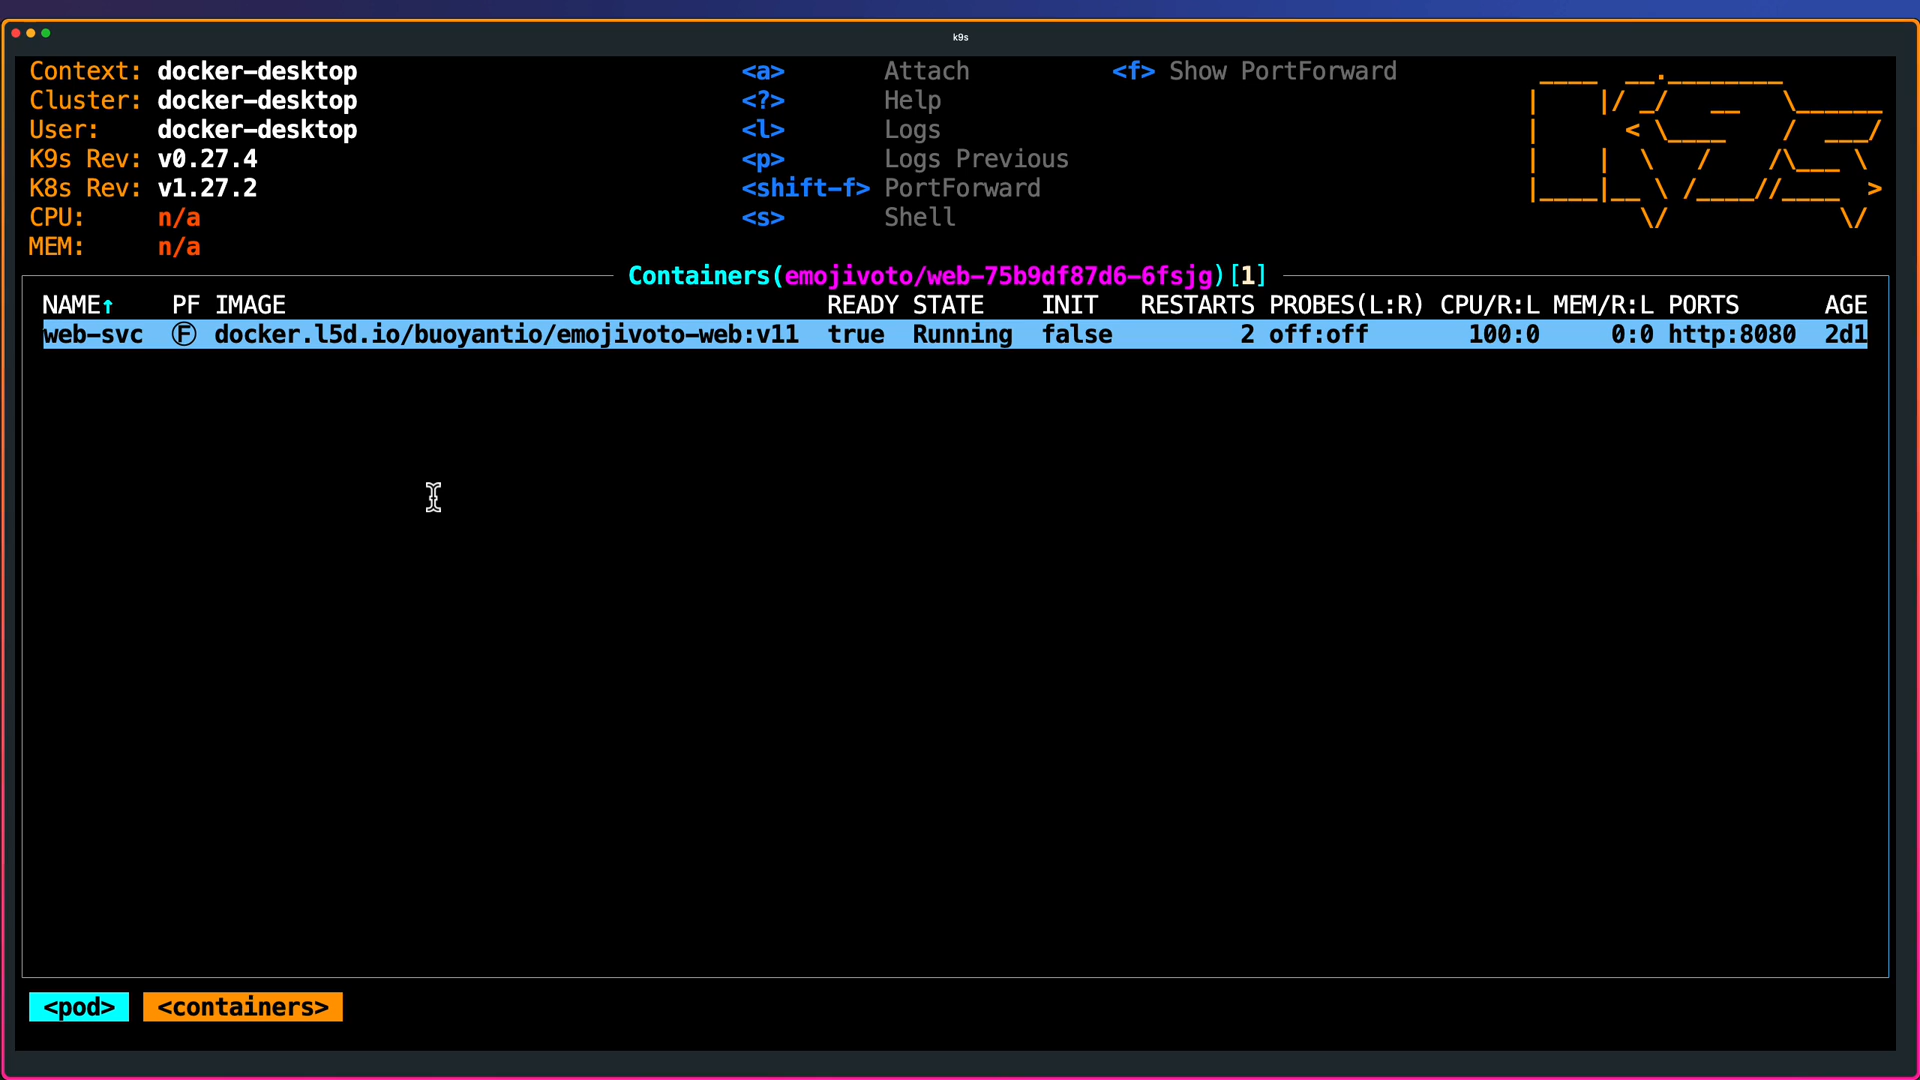 k9s
Context: docker-desktop <a> Attach <f> Show PortForward
Cluster: docker-desktop <?> Help
User: docker-desktop <l> Logs
K9s Rev: v0.27.4 <p> Logs Previous
K8s Rev: v1.27.2 <shift-f> PortForward
CPU: n/a <s> Shell
MEM: n/a
Containers(emojivoto/web-75b9df87d6-6fsjg)[1]
NAME↑ PF IMAGE READY STATE INIT RESTARTS PROBES(L:R) CPU/R:L MEM/R:L PORTS AGE
web-svc Ⓕ docker.l5d.io/buoyantio/emojivoto-web:v11 true Running false 2 off:off 100:0 0:0 http:8080 2d1
<pod> <containers>